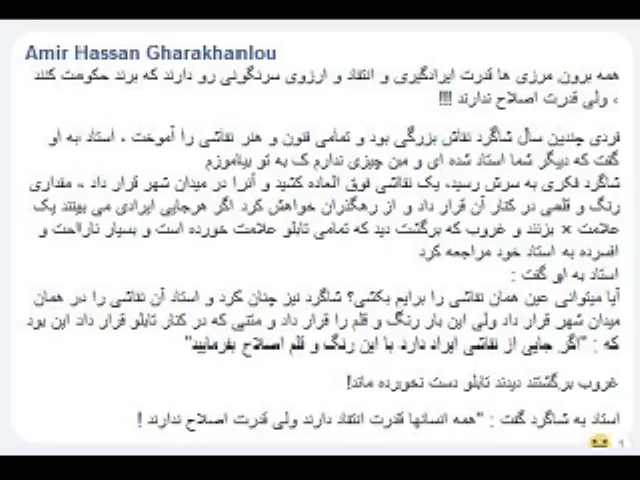 Amir Hassan Gharakhanlou
همه برون مرزی ها قدرت ایرادگیری و انتقاد و ارزوی سرنگونی رو دارند که برند حکومت کنند
، ولی قدرت اصلاح ندارند !!!
فردی چندین سال شاگرد نقاش بزرگی بود و تمامی فنون و هنر نقاشی را آموخت ، استاد به او
گفت که دیگر شما استاد شده ای و من چیزی ندارم ک به تو بیاموزم
شاگرد فکری به سرش رسید، یک نقاشی فوق العاده کشید و آنرا در میدان شهر قرار داد ، مقداری
رنگ و قلمی در کنار آن قرار داد و از رهگذران خواهش کرد اگر هرجایی ایرادی می بینند یک
علامت × بزنند و غروب که برگشت دید که تمامی تابلو علامت خورده است و بسیار ناراحت و
افسرده به استاد خود مراجعه کرد
استاد به او گفت :
آیا میتوانی عین همان نقاشی را برایم بکشی؟ شاگرد نیز چنان کرد و استاد آن نقاشی را در همان
میدان شهر قرار داد ولی این بار رنگ و قلم را قرار داد و متنی که در کنار تابلو قرار داد این بود
که : "اگر جایی از نقاشی ایراد دارد با این رنگ و قلم اصلاح بفرمایید"
غروب برگشتند دیدند تابلو دست نخورده ماند!
استاد به شاگرد گفت : "همه انسانها قدرت انتقاد دارند ولی قدرت اصلاح ندارند !